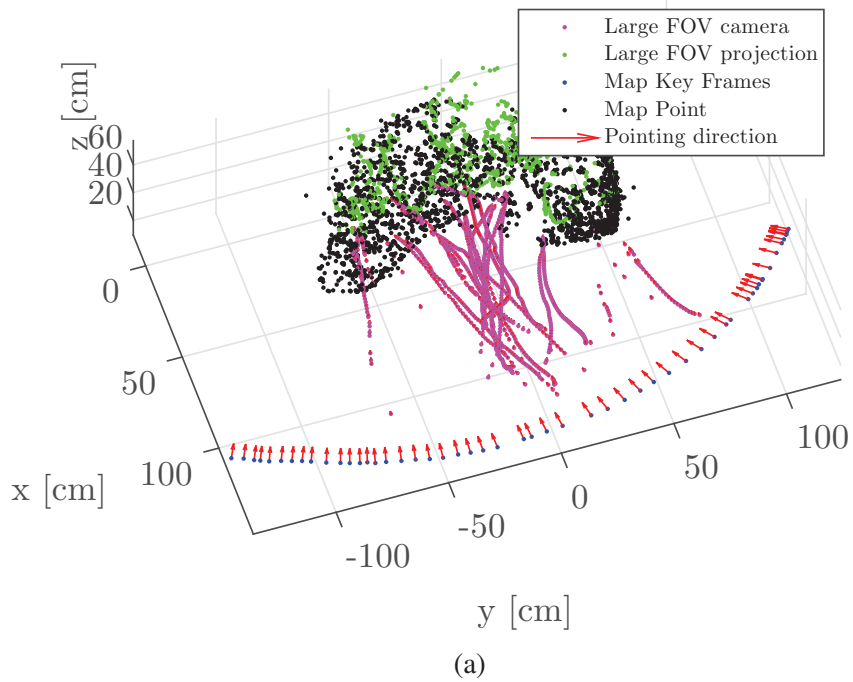 Large FOV camera
Large FOV projection
Map Key Frames
Map Point
Pointing direction
z [cm]
60
40
20
0
50
100
x [cm]
-100
-50
0
50
100
y [cm]
(a)